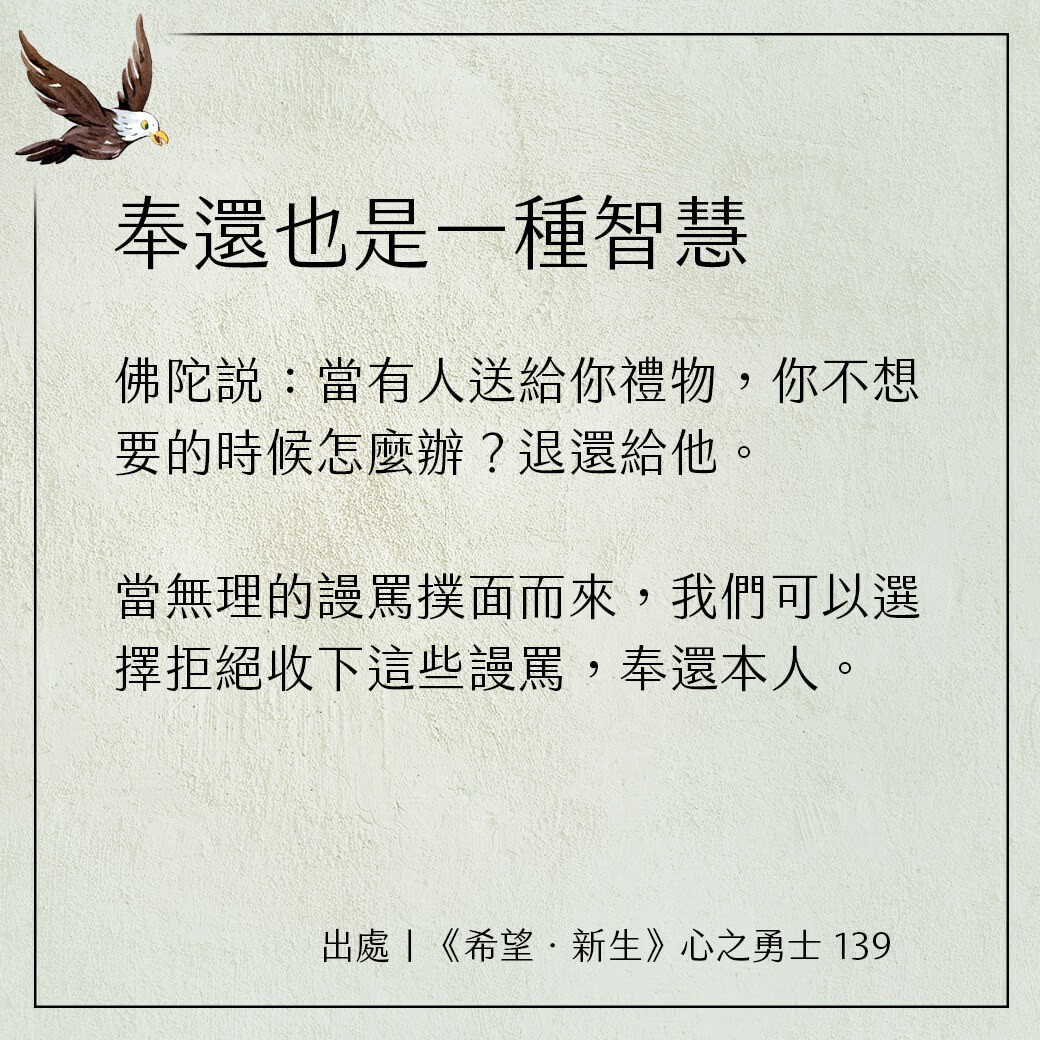 奉還也是一種智慧
佛陀説：當有人送給你禮物，你不想
要的時候怎麼辦？退還給他。
當無理的謾罵撲面而來，我們可以選
擇拒絕收下這些謾罵，奉還本人。
出處｜《希望．新生》心之勇士 139